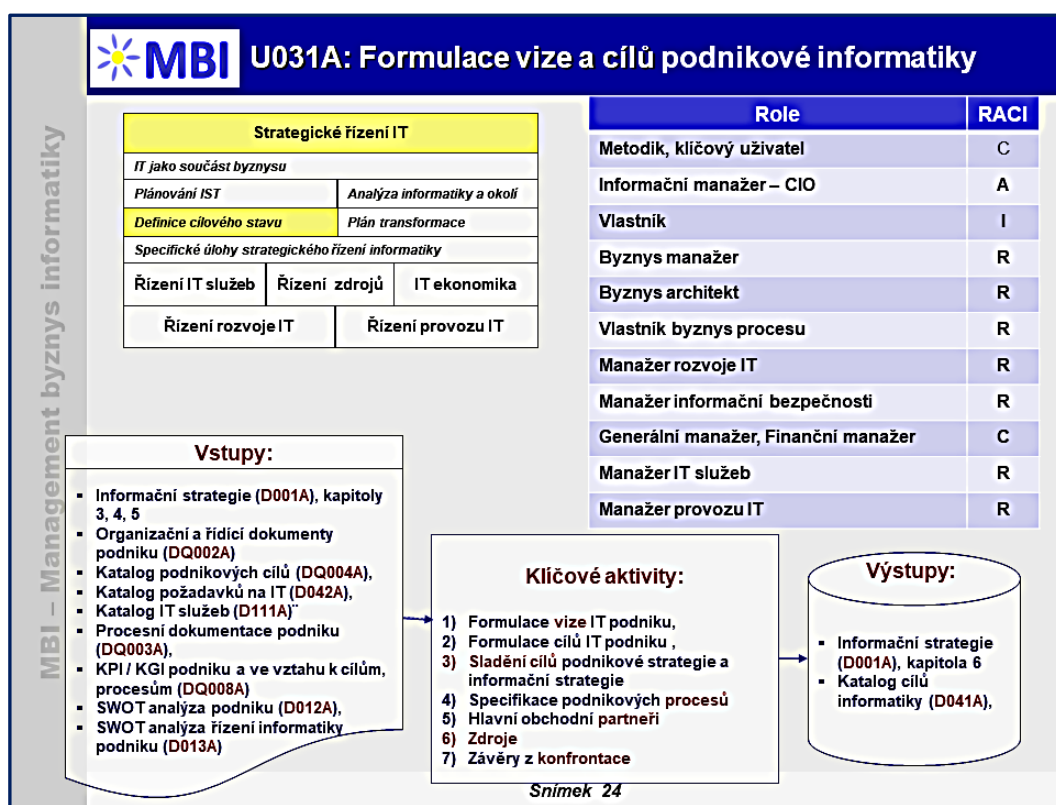 MBI
U031A: Formulace vize a cílů podnikové informatiky
MBI – Management byznys informatiky
Strategické řízení IT
IT jako součást byznysu
Plánování IST
Analýza informatiky a okolí
Definice cílového stavu
Plán transformace
Specifické úlohy strategického řízení informatiky
Řízení IT služeb
Řízení zdrojů
IT ekonomika
Řízení rozvoje IT
Řízení provozu IT
Role RACI
Metodik, klíčový uživatel C
Informační manažer – CIO A
Vlastník I
Byznys manažer R
Byznys architekt R
Vlastník byznys procesu R
Manažer rozvoje IT R
Manažer informační bezpečnosti R
Generální manažer, Finanční manažer C
Manažer IT služeb R
Manažer provozu IT R
Vstupy:
▪ Informační strategie (D001A), kapitoly
3, 4, 5
▪ Organizační a řídící dokumenty
podniku (DQ002A)
▪ Katalog podnikových cílů (DQ004A),
▪ Katalog požadavků na IT (D042A),
▪ Katalog IT služeb (D111A)¨
▪ Procesní dokumentace podniku
(DQ003A),
▪ KPI / KGI podniku a ve vztahu k cílům,
procesům (DQ008A)
▪ SWOT analýza podniku (D012A),
▪ SWOT analýza řízení informatiky
podniku (D013A)
Klíčové aktivity:
1) Formulace vize IT podniku,
2) Formulace cílů IT podniku ,
3) Sladění cílů podnikové strategie a
informační strategie
4) Specifikace podnikových procesů
5) Hlavní obchodní partneři
6) Zdroje
7) Závěry z konfrontace
Výstupy:
▪ Informační strategie
(D001A), kapitola 6
▪ Katalog cílů
informatiky (D041A),
Snímek 24